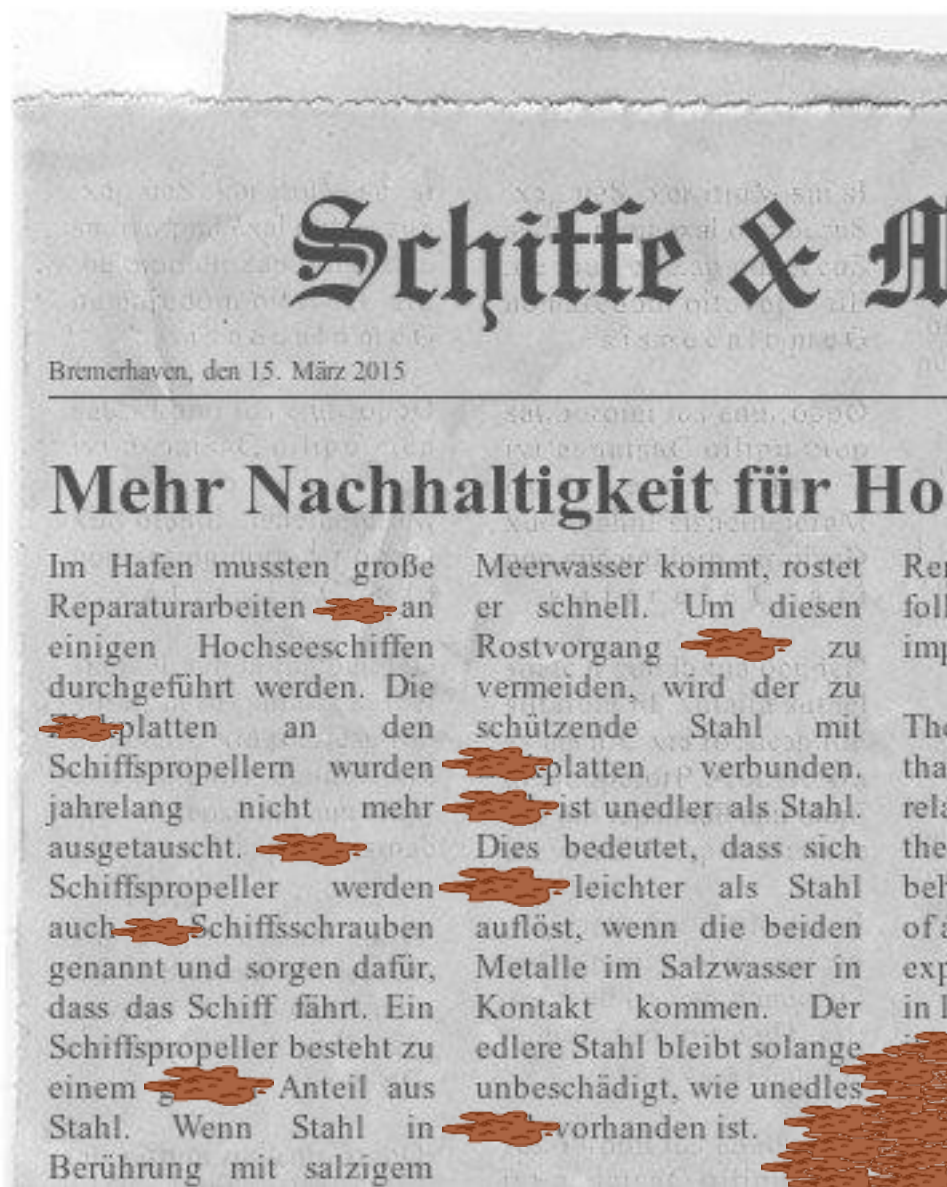 Schiffe &
Bremerhaven, den 15. März 2015
Mehr Nachhaltigkeit für
Im Hafen mussten große
Reparaturarbeiten an
einigen Hochseeschiffen
durchgeführt werden. Die
platten an den
Schiffspropellern wurden
jahrelang nicht mehr
ausgetauscht.
Schiffspropeller werden
auch Schiffsschrauben
genannt und sorgen dafür,
dass das Schiff fährt. Ein
Schiffspropeller besteht zu
einem Anteil aus
Stahl. Wenn Stahl in
Berührung mit salzigem
Meerwasser kommt, rostet
er schnell. Um diesen
Rostvorgang zu
vermeiden, wird der zu
schützende Stahl mit
platten verbunden.
ist unedler als Stahl.
Dies bedeutet, dass sich
leichter als Stahl
auflöst, wenn die beiden
Metalle im Salzwasser in
Kontakt kommen. Der
edlere Stahl bleibt solange
unbeschädigt, wie unedles
vorhanden ist.